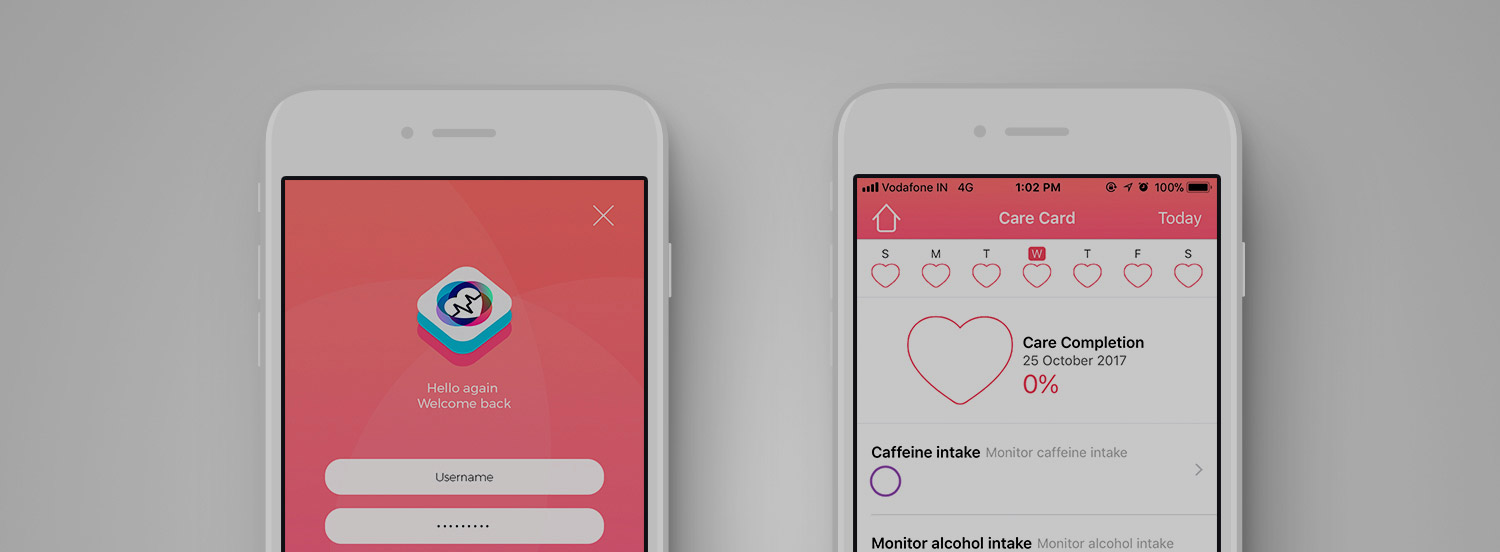 Hello again
Welcome back
Username
•••••••••
Vodafone IN 4G 1:02 PM 100%
Care Card Today
S M T W T F S
Care Completion
25 October 2017
0%
Caffeine intake Monitor caffeine intake
Monitor alcohol intake Monitor alcohol intake